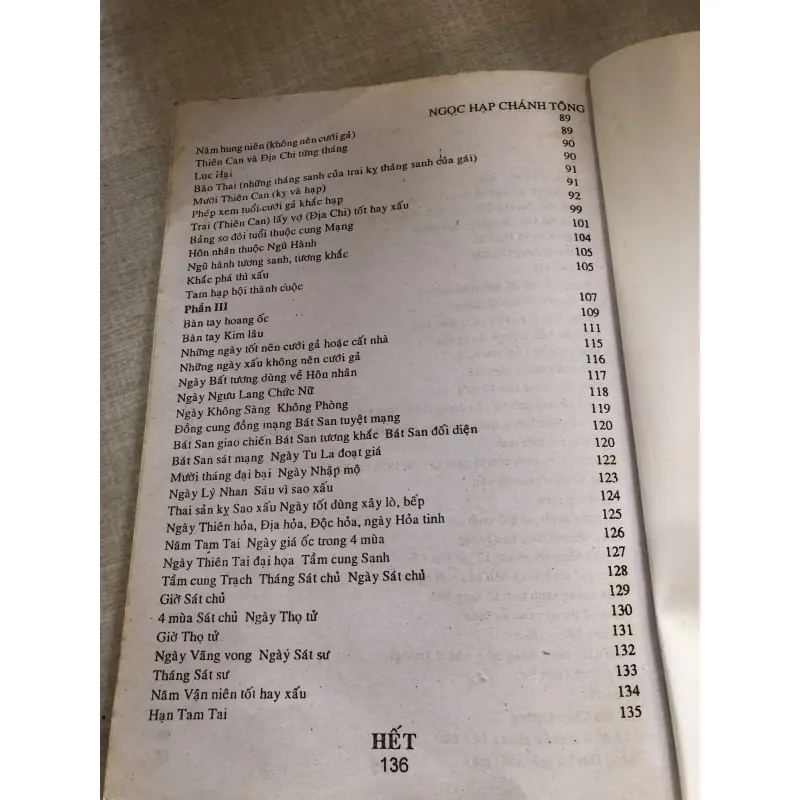 NGỌC HẠP CHÁNH TÔNG
Năm hung niên (không nên cưới gả) 89
Thiên Can và Địa Chi từng tháng 89
Lục Hại 90
Bào Thai (những tháng sanh của trai kỵ tháng sanh của gái) 90
Mười Thiên Can (kỵ và hạp) 91
Phép xem tuổi cưới gả khắc hạp 91
Trai (Thiên Can) lấy vợ (Địa Chi) tốt hay xấu 92
Bảng so đôi tuổi thuộc cung Mạng 99
Hôn nhân thuộc Ngũ Hành 101
Ngũ hành tương sanh, tương khắc 104
Khắc phá thì xấu 105
Tam hạp hội thành cuộc 105
Phần III
Bàn tay hoang ốc 107
Bàn tay Kim lâu 109
Những ngày tốt nên cưới gả hoặc cất nhà 111
Những ngày xấu không nên cưới gả 115
Ngày Bất tương dùng về Hôn nhân 116
Ngày Ngưu Lang Chức Nữ 117
Ngày Không Sàng Không Phòng 118
Đồng cung đồng mạng Bát San tuyệt mạng 119
Bát San giao chiến Bát San tương khắc Bát San đối diện 120
Bát San sát mạng Ngày Tu La đoạt giá 120
Mười tháng đại bại Ngày Nhập mộ 122
Ngày Lý Nhan Sáu vì sao xấu 123
Thai sản kỵ Sao xấu Ngày tốt dùng xây lò, bếp 124
Ngày Thiên hỏa, Địa hỏa, Độc hỏa, ngày Hỏa tinh 125
Năm Tam Tai Ngày giá ốc trong 4 mùa 126
Ngày Thiên Tai đại họa Tầm cung Sanh 127
Tầm cung Trạch Tháng Sát chủ Ngày Sát chủ 128
Giờ Sát chủ 129
4 mùa Sát chủ Ngày Thọ tử 130
Giờ Thọ tử 131
Ngày Vãng vong Ngày Sát sư 132
Tháng Sát sư 133
Năm Vận niên tốt hay xấu 134
Hạn Tam Tai 135
HẾT
136